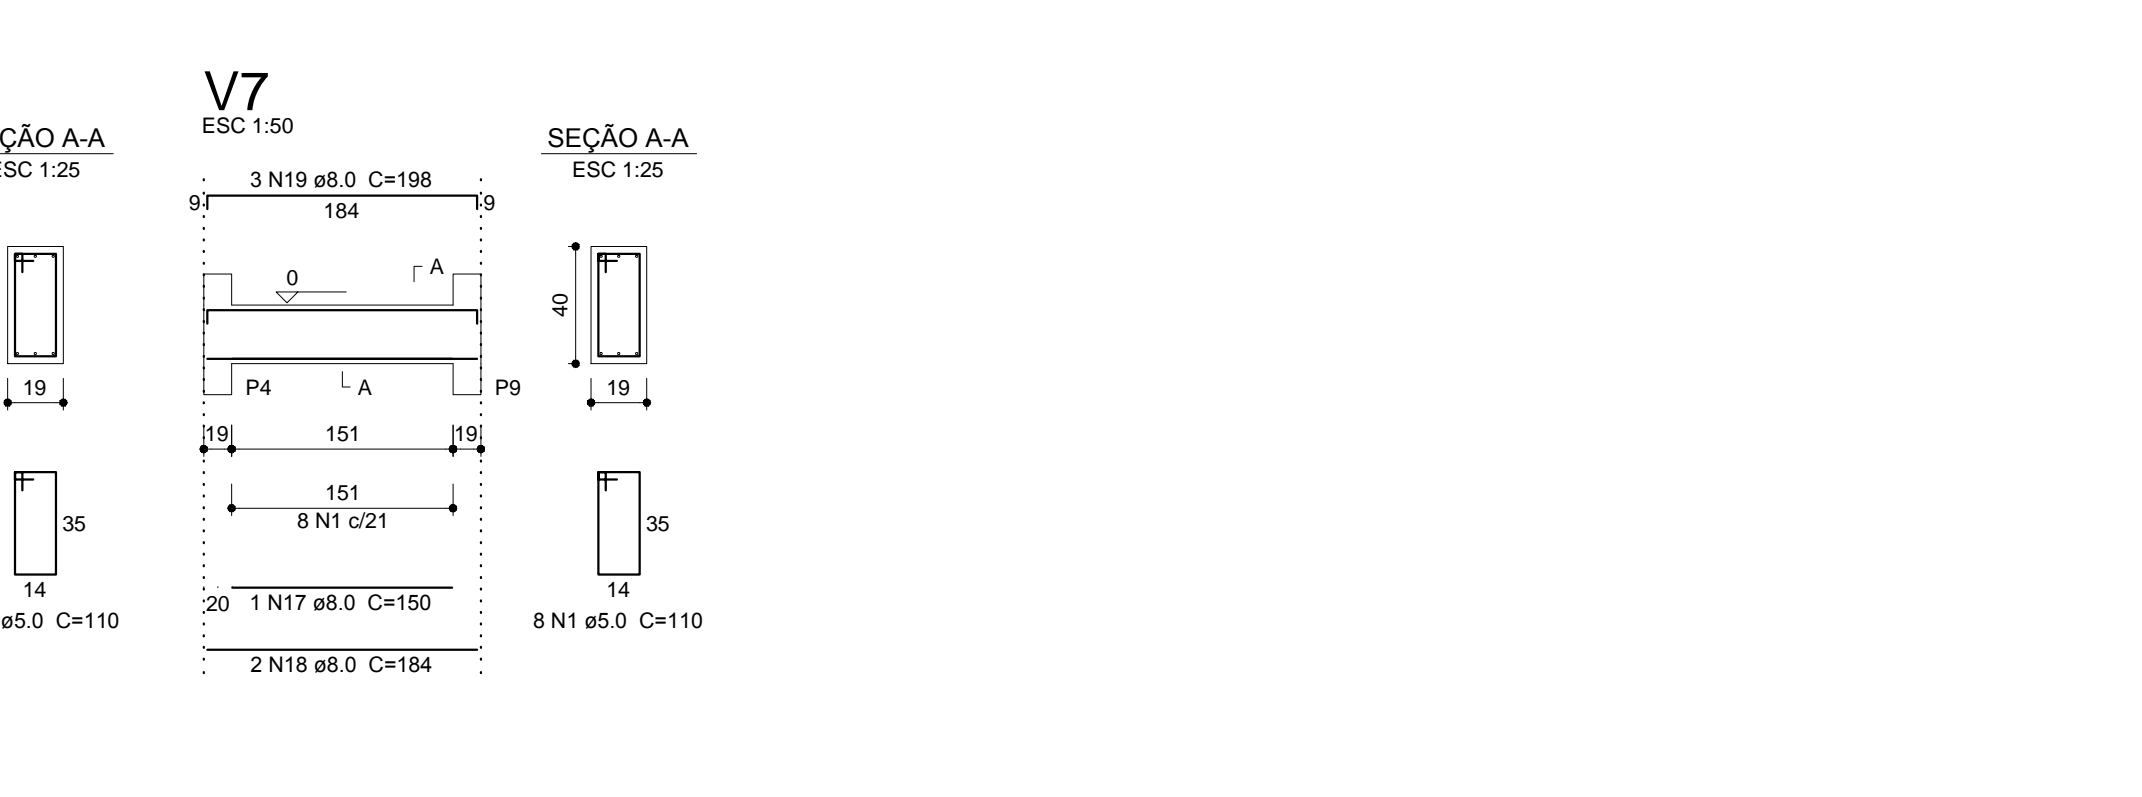 ÇÃO A-A
ESC 1:25
19
35
14
ø5.0 C=110
V7
ESC 1:50
3 N19 ø8.0 C=198
9
184
9
A
0
P4
A
P9
19
151
19
151
8 N1 c/21
20
1 N17 ø8.0 C=150
2 N18 ø8.0 C=184
SEÇÃO A-A
ESC 1:25
40
19
35
14
8 N1 ø5.0 C=110